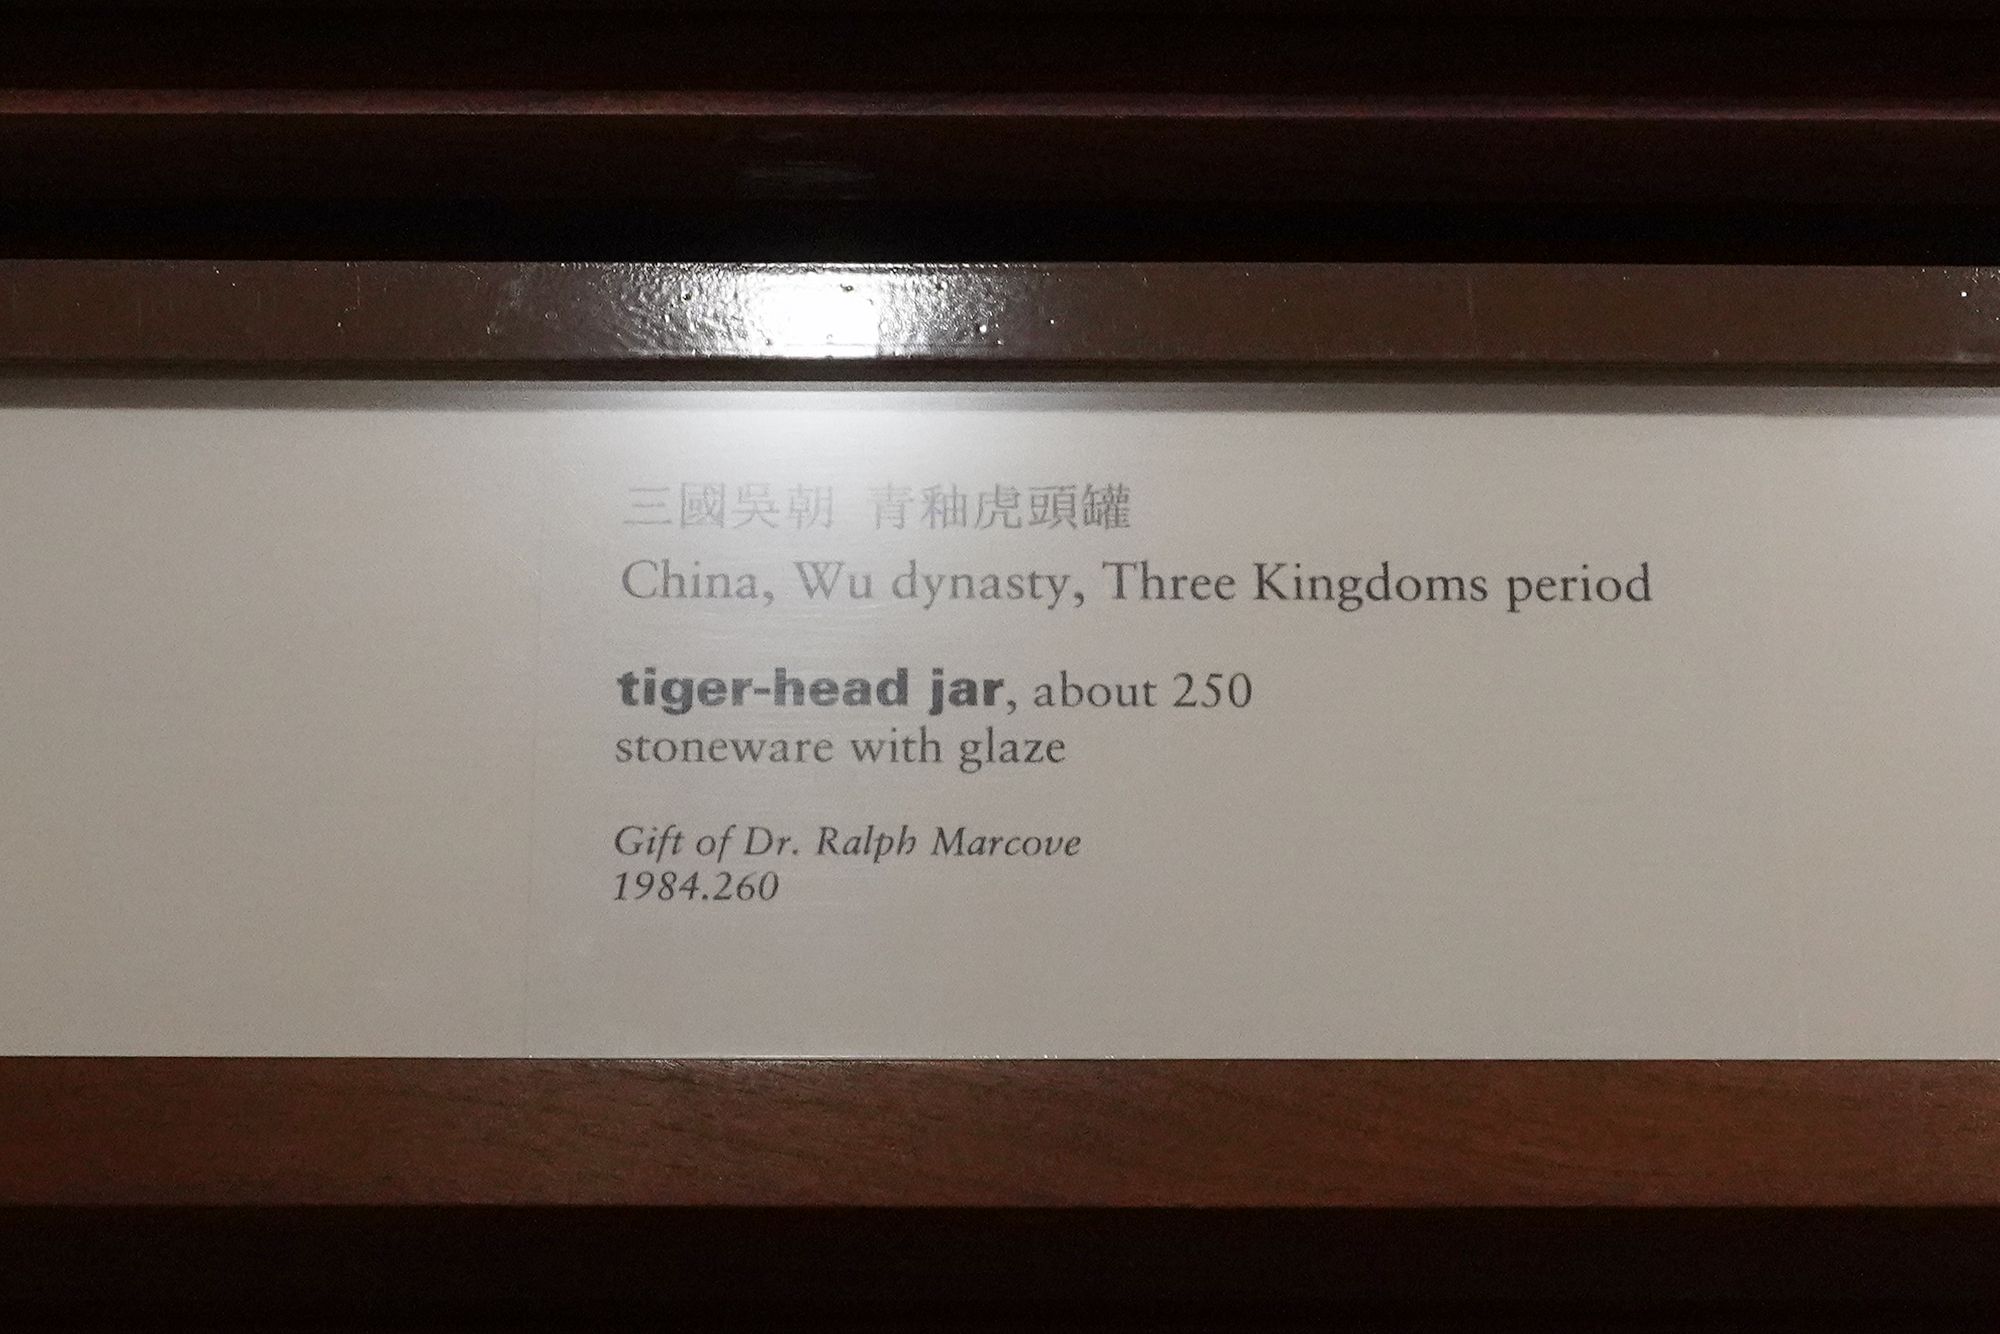 三國吳朝 青釉虎頭罐
China, Wu dynasty, Three Kingdoms period
tiger-head jar, about 250
stoneware with glaze
Gift of Dr. Ralph Marcove
1984.260